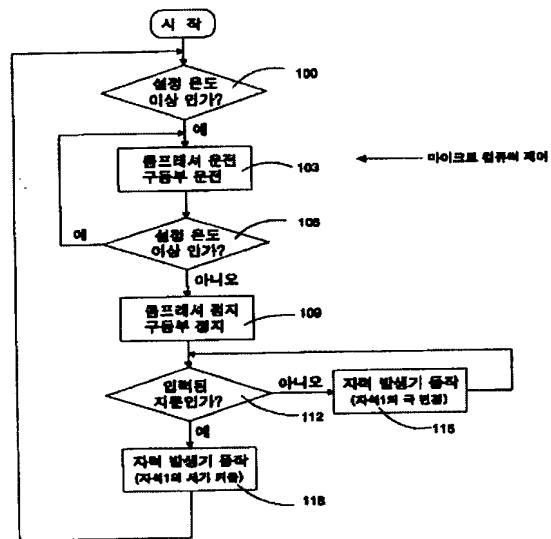 시 작
설정 온도
이상 인가?
100
예
콤프레셔 운전
구동부 운전
103
마이크로 컴퓨터 제어
예
설정 온도
이상 인가?
106
아니오
콤프레셔 정지
구동부 정지
109
입력된
지문인가?
112
아니오
자력 발생기 동작
(자석1의 극 변경)
115
예
자력 발생기 동작
(자석1의 세기 키움)
118